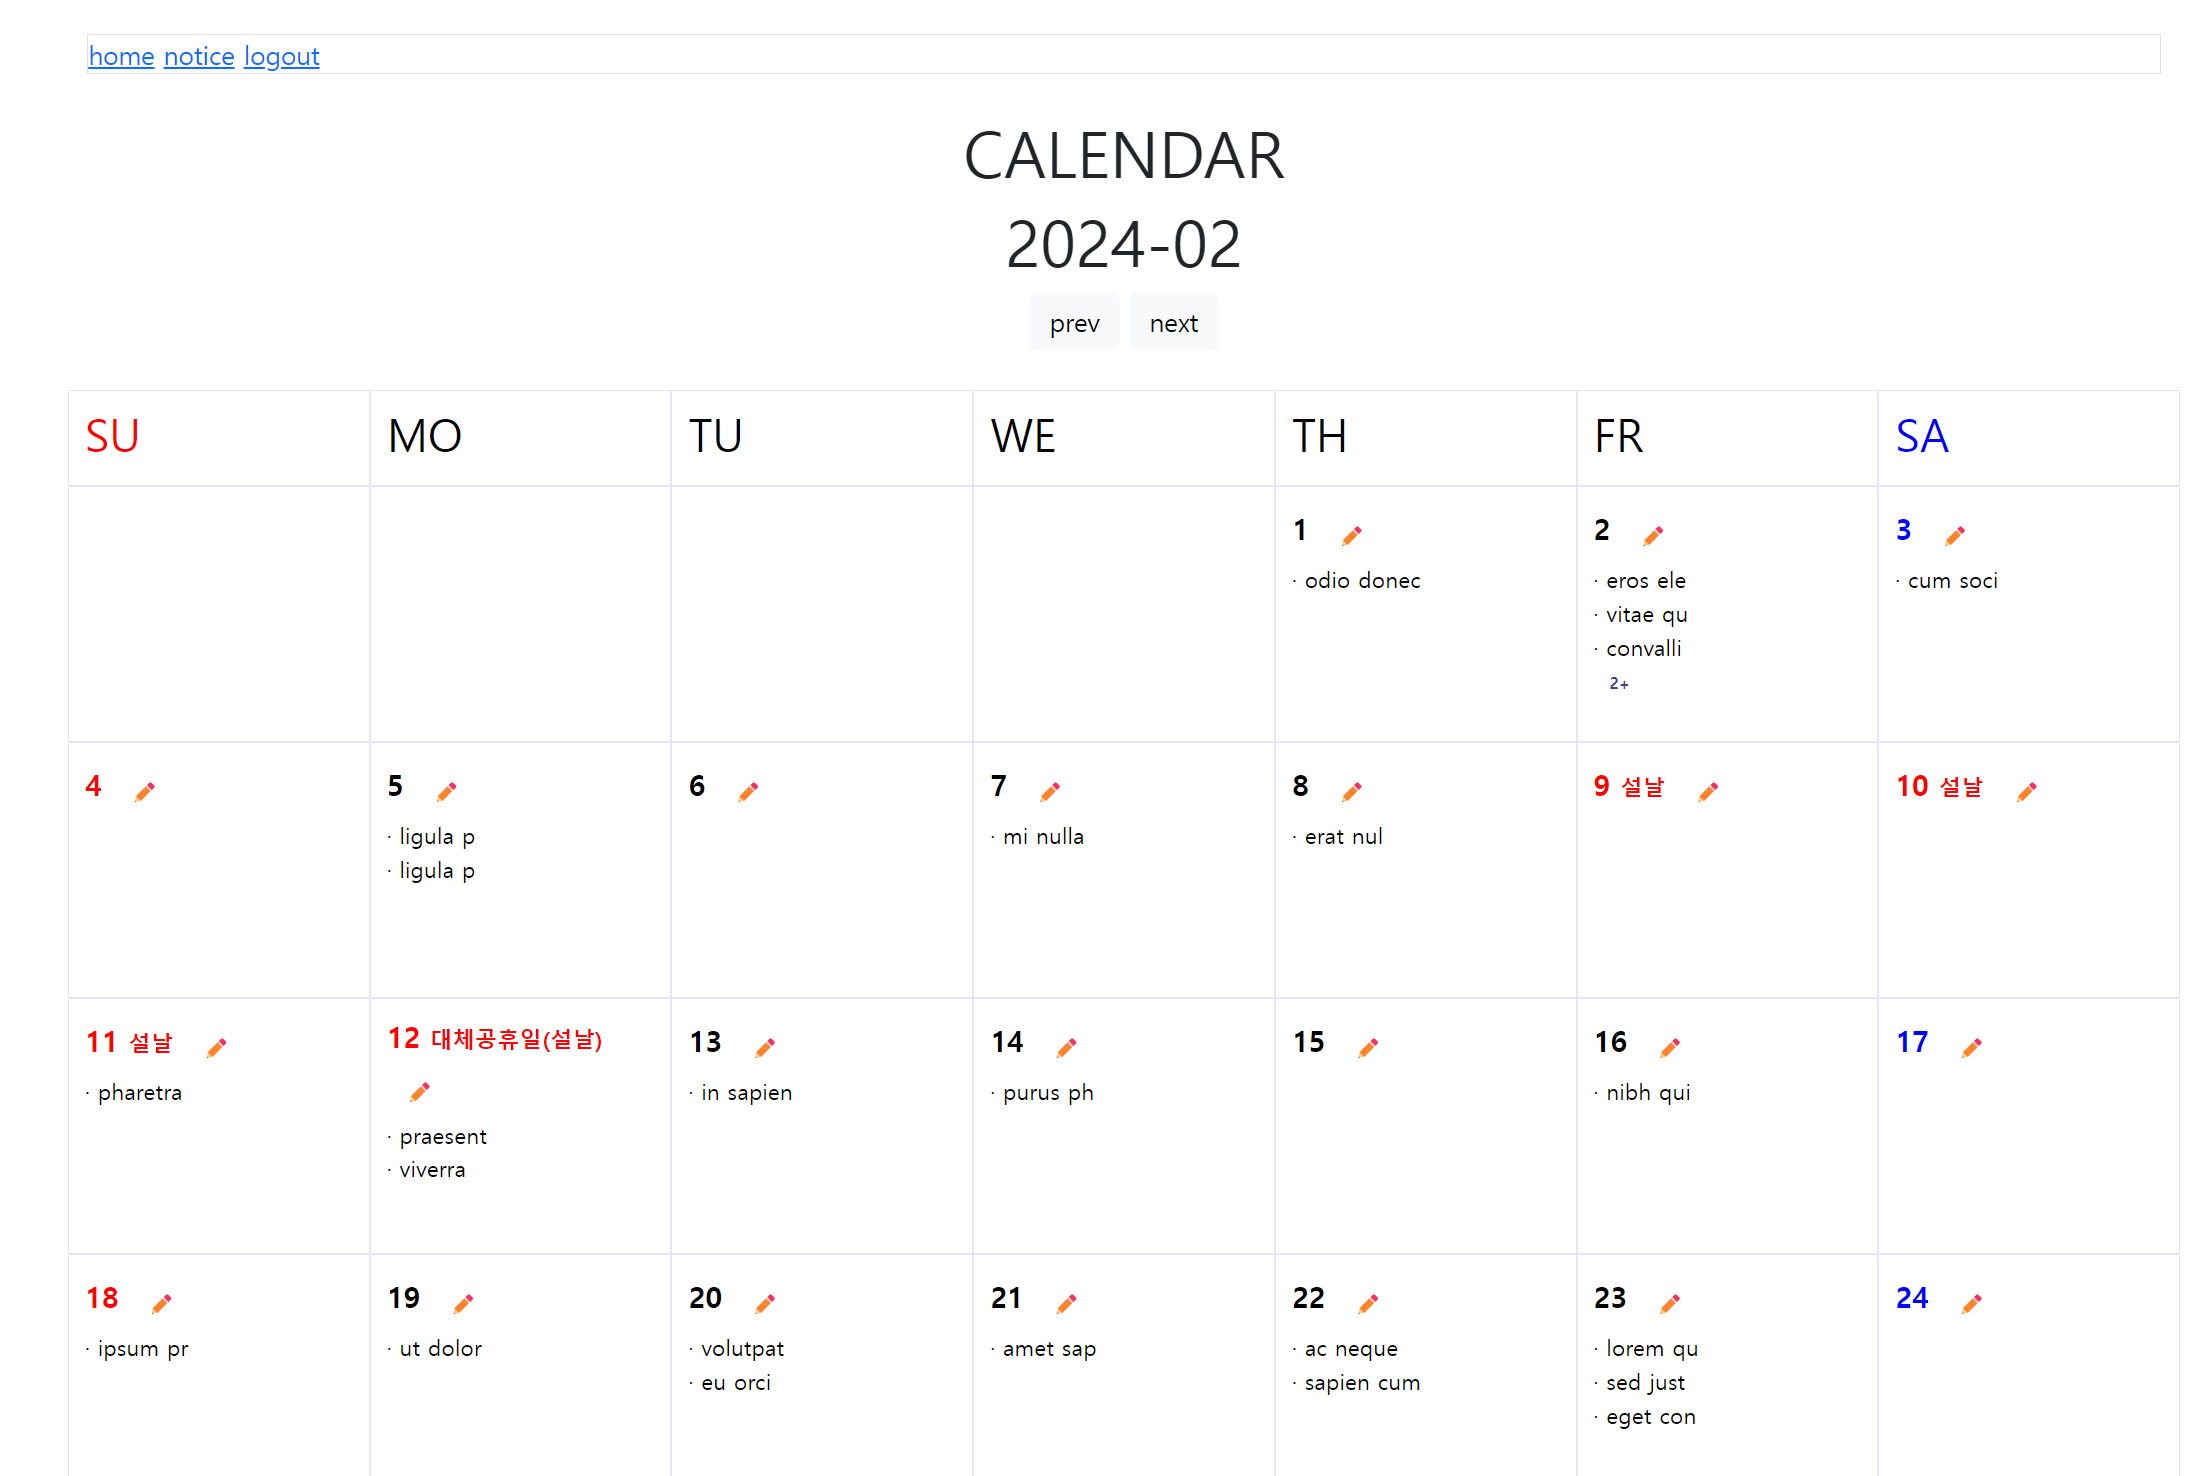 home notice logout
CALENDAR
2024-02
prev next
SU MO TU WE TH FR SA
1 2 3
· odio donec · eros ele · cum soci
· vitae qu
· convalli
2+
4 5 6 7 8 9 설날 10 설날
· ligula p · mi nulla · erat nul
· ligula p
11 설날 12 대체공휴일(설날) 13 14 15 16 17
· pharetra · in sapien · purus ph · nibh qui
· praesent
· viverra
18 19 20 21 22 23 24
· ipsum pr · ut dolor · volutpat · amet sap · ac neque · lorem qu
· eu orci · sapien cum · sed just
· eget con